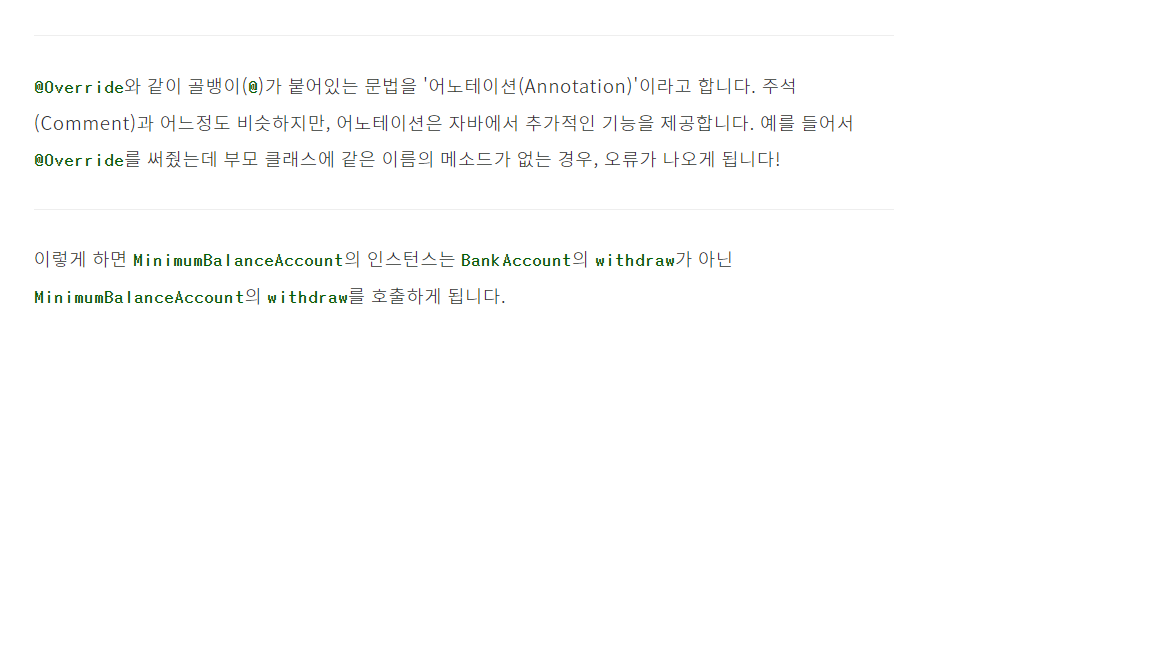 @Override와 같이 골뱅이(@)가 붙어있는 문법을 '어노테이션(Annotation)'이라고 합니다. 주석
(Comment)과 어느정도 비슷하지만, 어노테이션은 자바에서 추가적인 기능을 제공합니다. 예를 들어서
@Override를 써줬는데 부모 클래스에 같은 이름의 메소드가 없는 경우, 오류가 나오게 됩니다!
이렇게 하면 MinimumBalanceAccount의 인스턴스는 BankAccount의 withdraw가 아닌
MinimumBalanceAccount의 withdraw를 호출하게 됩니다.